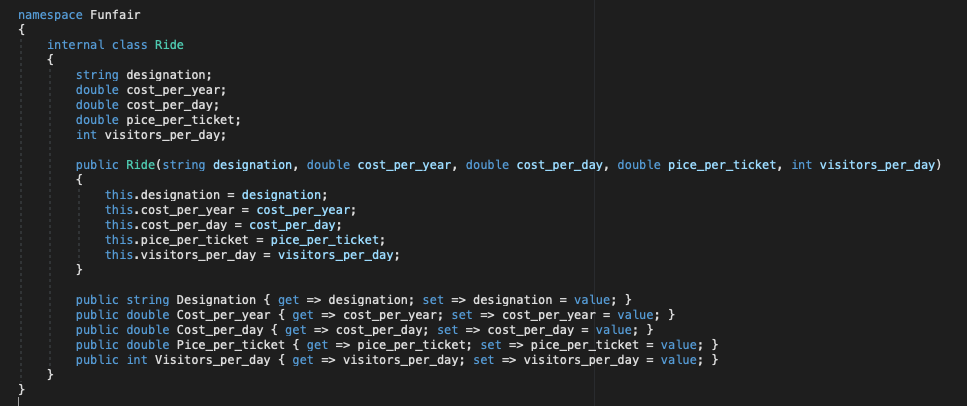 namespace Funfair
{
internal class Ride
{
string designation;
double cost_per_year;
double cost_per_day;
double pice_per_ticket;
int visitors_per_day;
public Ride(string designation, double cost_per_year, double cost_per_day, double pice_per_ticket, int visitors_per_day)
{
this.designation = designation;
this.cost_per_year = cost_per_year;
this.cost_per_day = cost_per_day;
this.pice_per_ticket = pice_per_ticket;
this.visitors_per_day = visitors_per_day;
}
public string Designation { get => designation; set => designation = value; }
public double Cost_per_year { get => cost_per_year; set => cost_per_year = value; }
public double Cost_per_day { get => cost_per_day; set => cost_per_day = value; }
public double Pice_per_ticket { get => pice_per_ticket; set => pice_per_ticket = value; }
public int Visitors_per_day { get => visitors_per_day; set => visitors_per_day = value; }
}
}